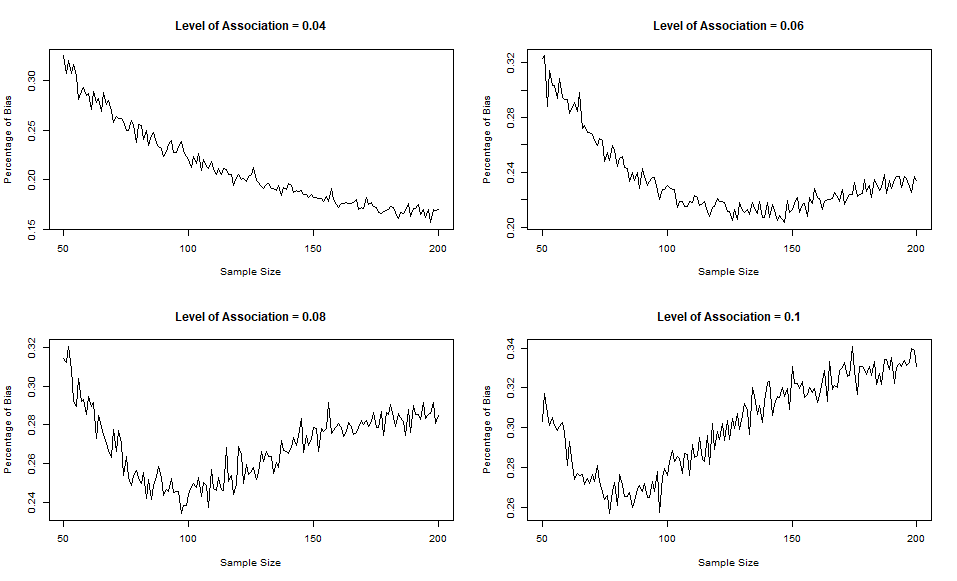 Level of Association = 0.04
Percentage of Bias
0.30
0.25
0.20
0.15
50 100 150 200
Sample Size
Level of Association = 0.06
Percentage of Bias
0.32
0.28
0.24
0.20
50 100 150 200
Sample Size
Level of Association = 0.08
Percentage of Bias
0.32
0.30
0.28
0.26
0.24
50 100 150 200
Sample Size
Level of Association = 0.1
Percentage of Bias
0.34
0.32
0.30
0.28
0.26
50 100 150 200
Sample Size